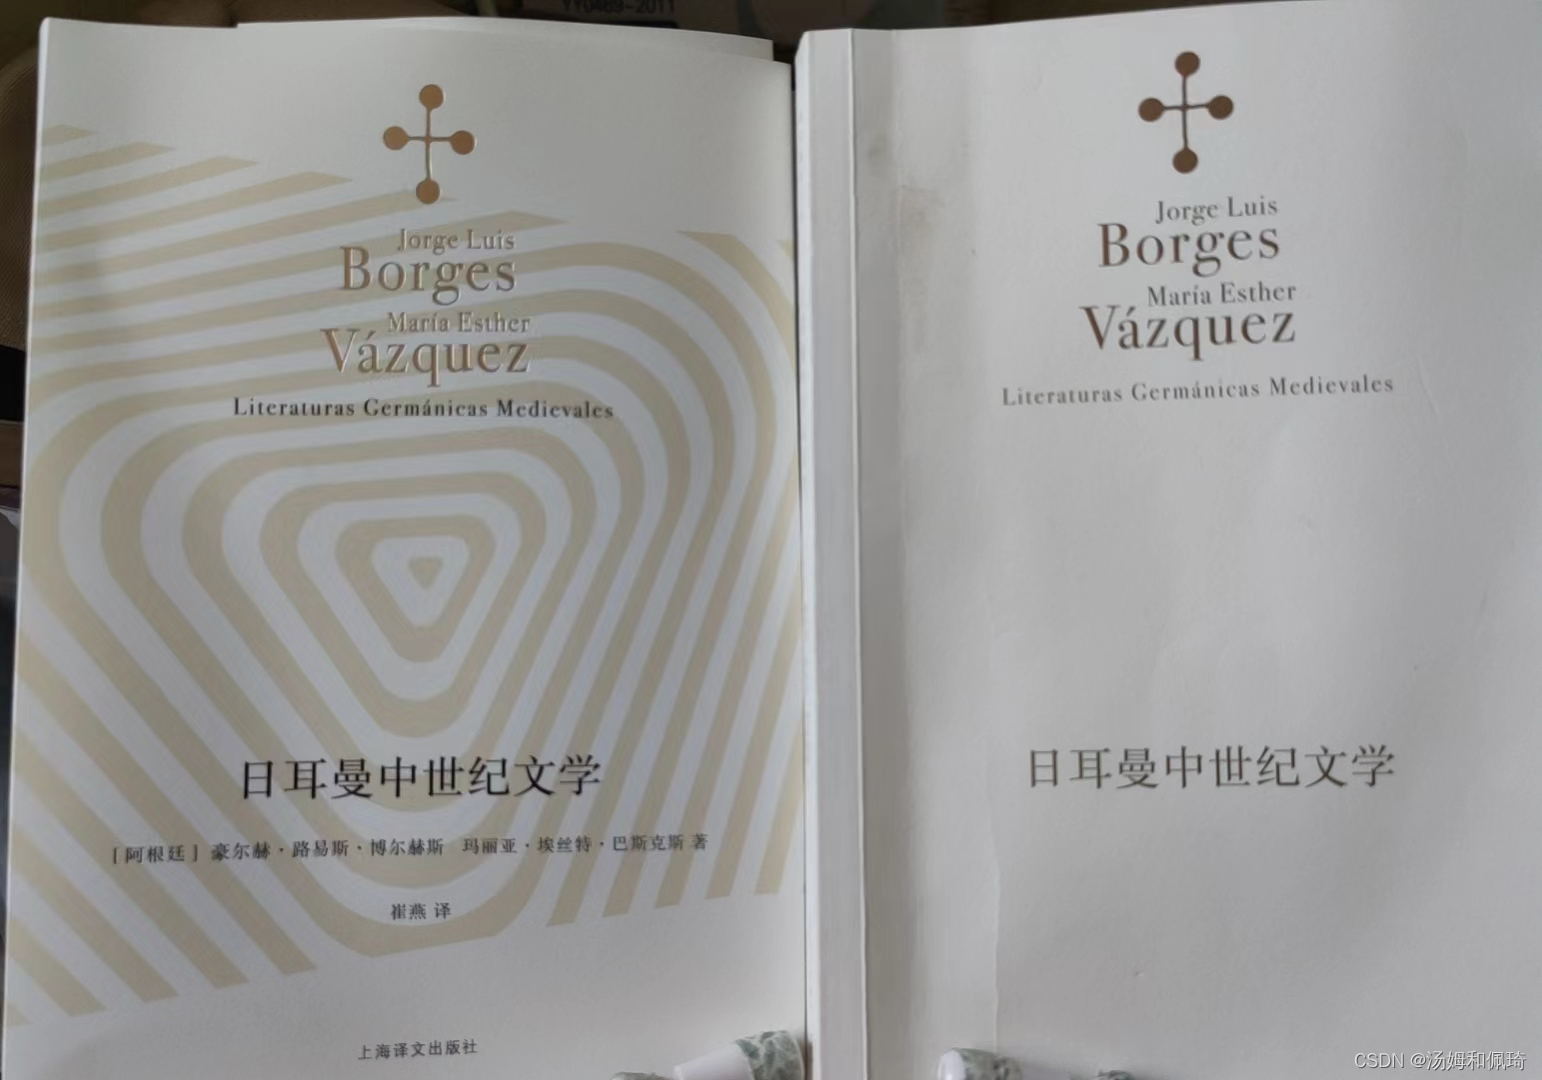 YY0469-2011
Jorge Luis
Borges
María Esther
Vázquez
Literaturas Germánicas Medievales
日耳曼中世纪文学
［阿根廷］豪尔赫·路易斯·博尔赫斯 玛丽亚·埃丝特·巴斯克斯 著
崔燕 译
上海译文出版社
Jorge Luis
Borges
María Esther
Vázquez
Literaturas Germánicas Medievales
日耳曼中世纪文学
CSDN @汤姆和佩琦